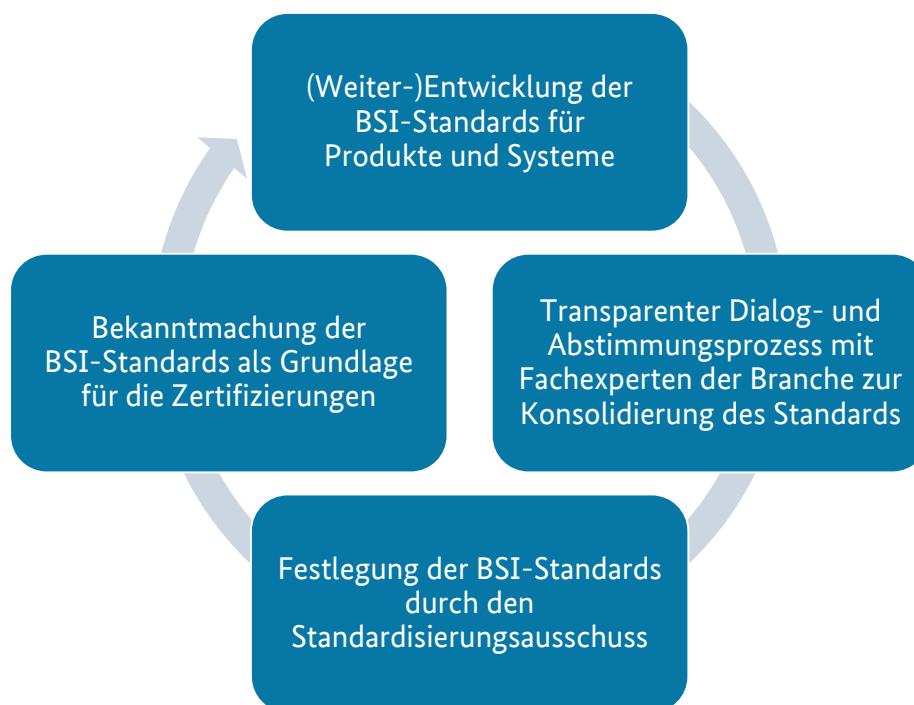 (Weiter-)Entwicklung der
BSI-Standards für
Produkte und Systeme
Transparenter Dialog- und
Abstimmungsprozess mit
Fachexperten der Branche zur
Konsolidierung des Standards
Festlegung der BSI-Standards
durch den
Standardisierungsausschuss
Bekanntmachung der
BSI-Standards als Grundlage
für die Zertifizierungen